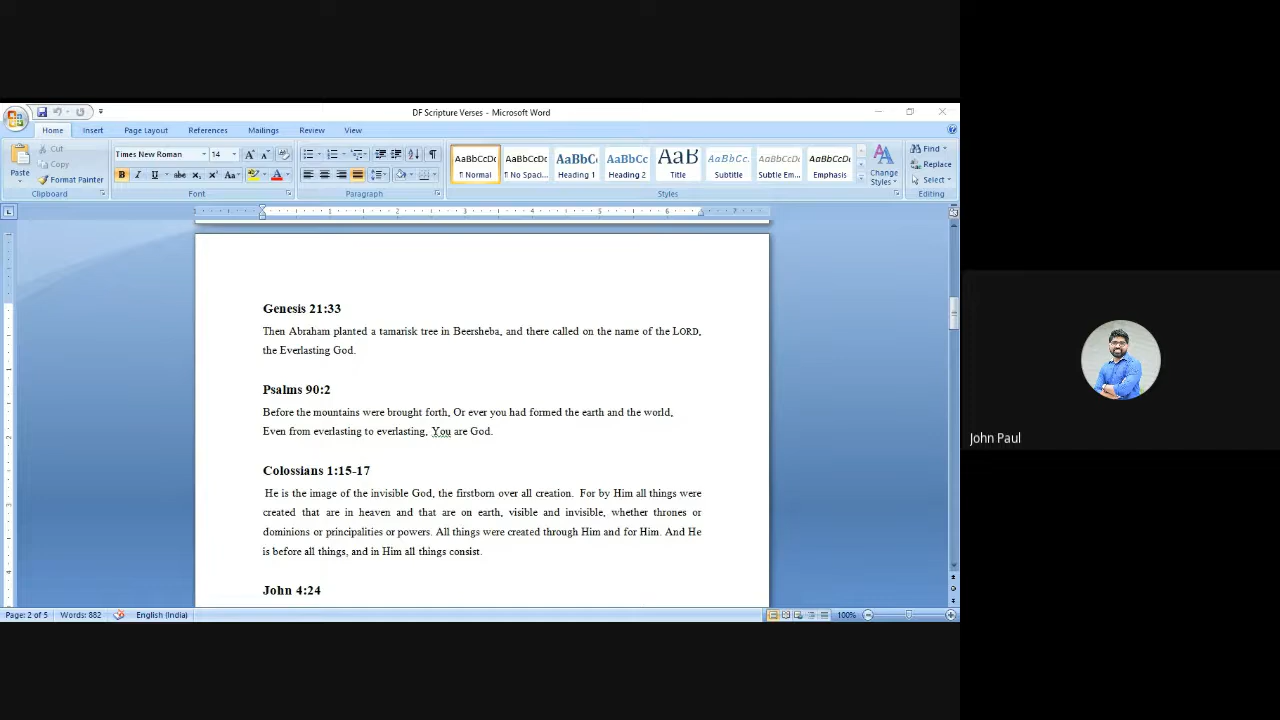 DF Scripture Verses - Microsoft Word
Home Insert Page Layout References Mailings Review View
Paste
Cut
Copy
Format Painter
Clipboard
Times New Roman 14
Font
Paragraph
AaBbCcDc AaBbCcDc AaBbC AaBbCc AaB AaBbCc. AaBbCcDc AaBbCcDc
¶ Normal ¶ No Spaci... Heading 1 Heading 2 Title Subtitle Subtle Em... Emphasis
Change Styles
Styles
Find
Replace
Select
Editing
Genesis 21:33
Then Abraham planted a tamarisk tree in Beersheba, and there called on the name of the LORD,
the Everlasting God.
Psalms 90:2
Before the mountains were brought forth, Or ever you had formed the earth and the world,
Even from everlasting to everlasting, You are God.
Colossians 1:15-17
He is the image of the invisible God, the firstborn over all creation. For by Him all things were
created that are in heaven and that are on earth, visible and invisible, whether thrones or
dominions or principalities or powers. All things were created through Him and for Him. And He
is before all things, and in Him all things consist.
John 4:24
Page: 2 of 5 Words: 882 English (India) 100%
John Paul